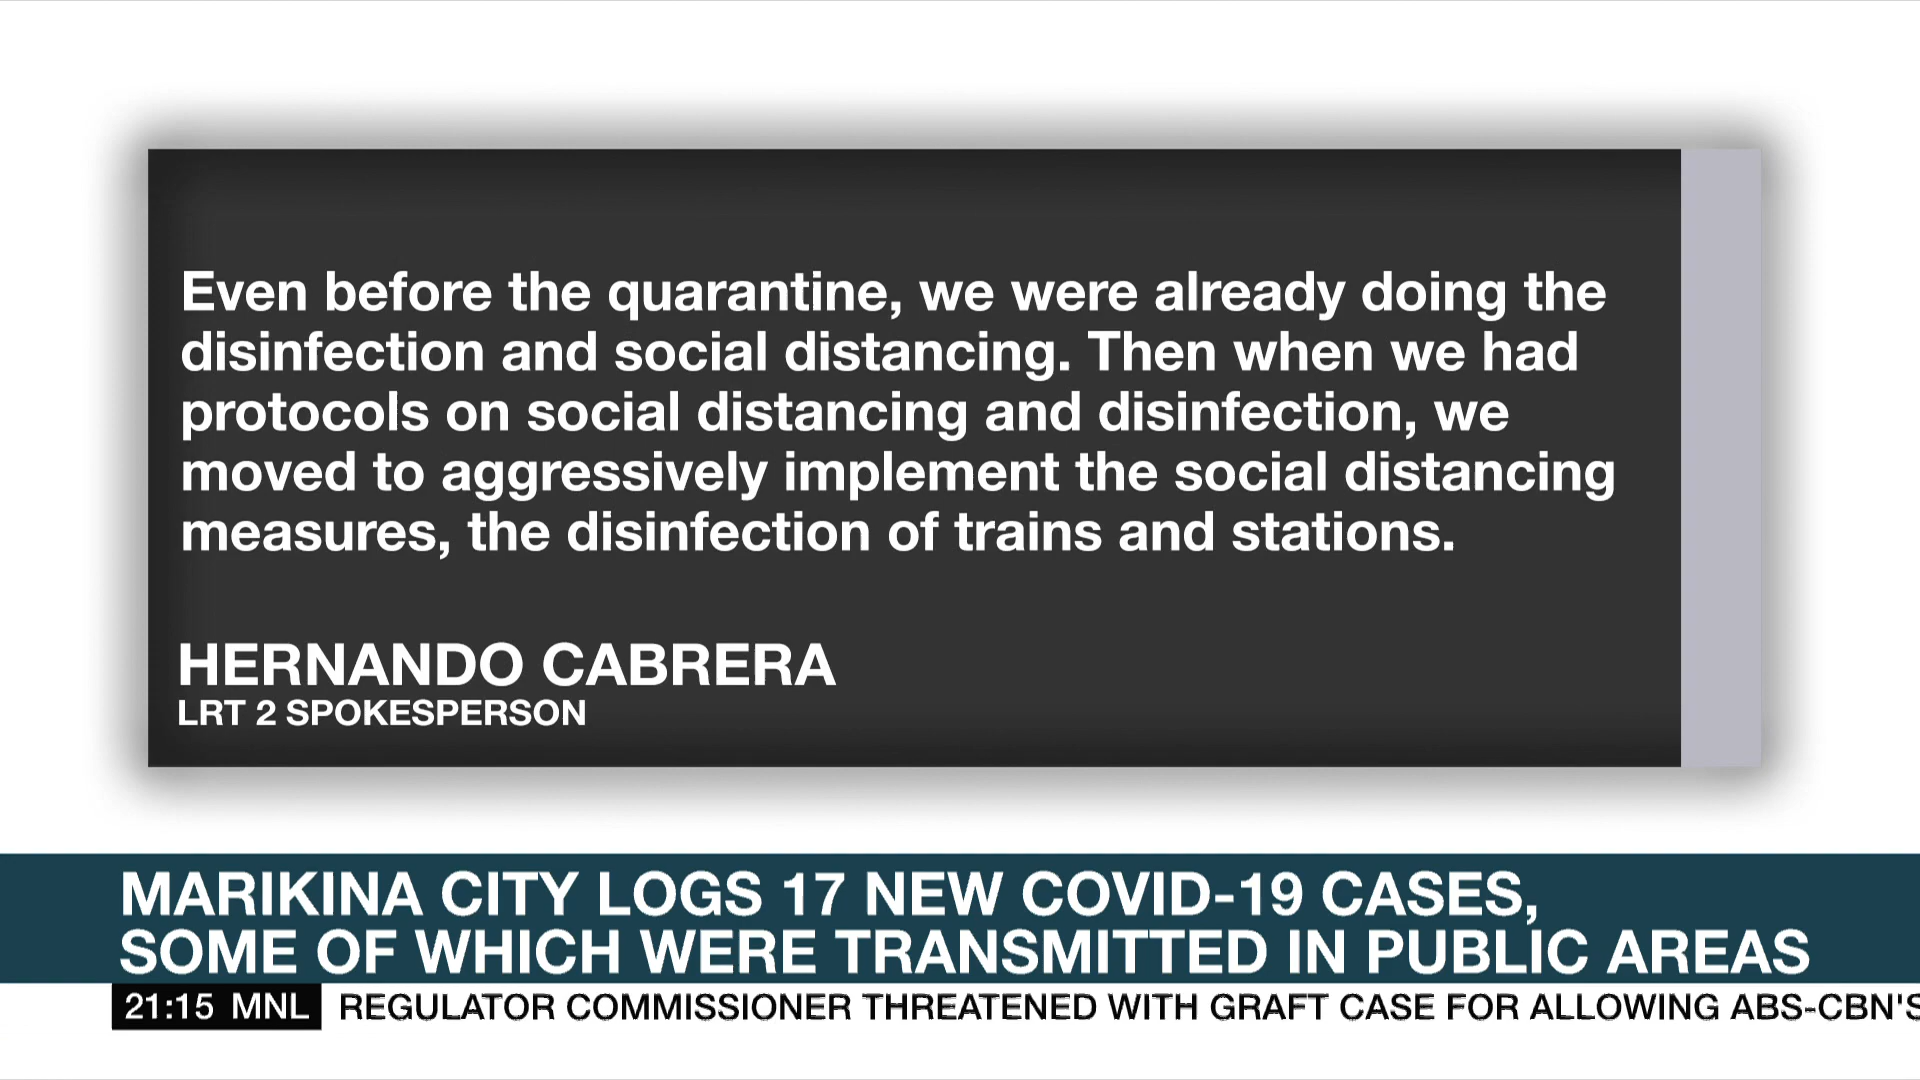 Even before the quarantine, we were already doing the
disinfection and social distancing. Then when we had
protocols on social distancing and disinfection, we
moved to aggressively implement the social distancing
measures, the disinfection of trains and stations.
HERNANDO CABRERA
LRT 2 SPOKESPERSON
MARIKINA CITY LOGS 17 NEW COVID-19 CASES,
SOME OF WHICH WERE TRANSMITTED IN PUBLIC AREAS
21:15 MNL REGULATOR COMMISSIONER THREATENED WITH GRAFT CASE FOR ALLOWING ABS-CBN'S